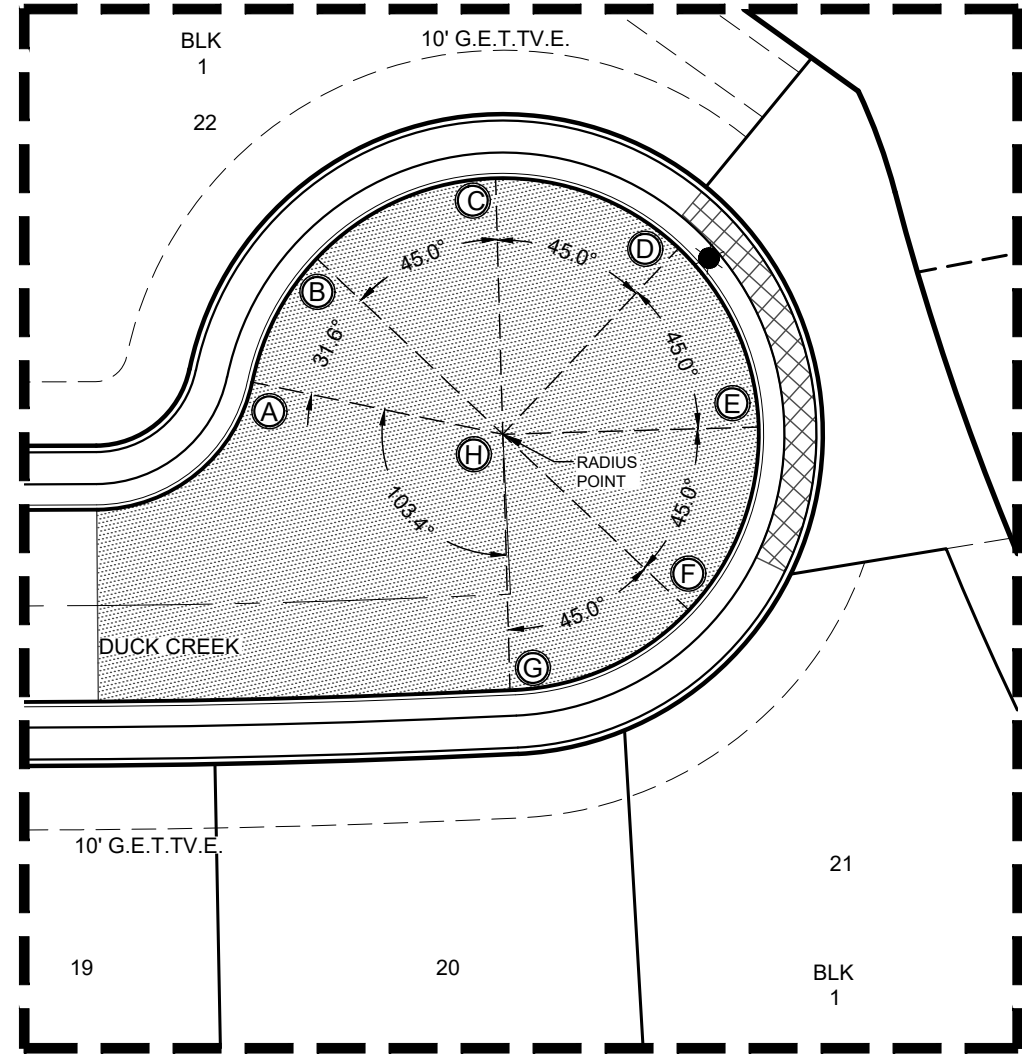 BLK
1
22
10' G.E.T.TV.E.
C
D
B
45.0°
45.0°
31.6°
45.0°
A
E
H
RADIUS
POINT
103.4°
45.0°
F
45.0°
DUCK CREEK
G
10' G.E.T.TV.E.
21
19
20
BLK
1